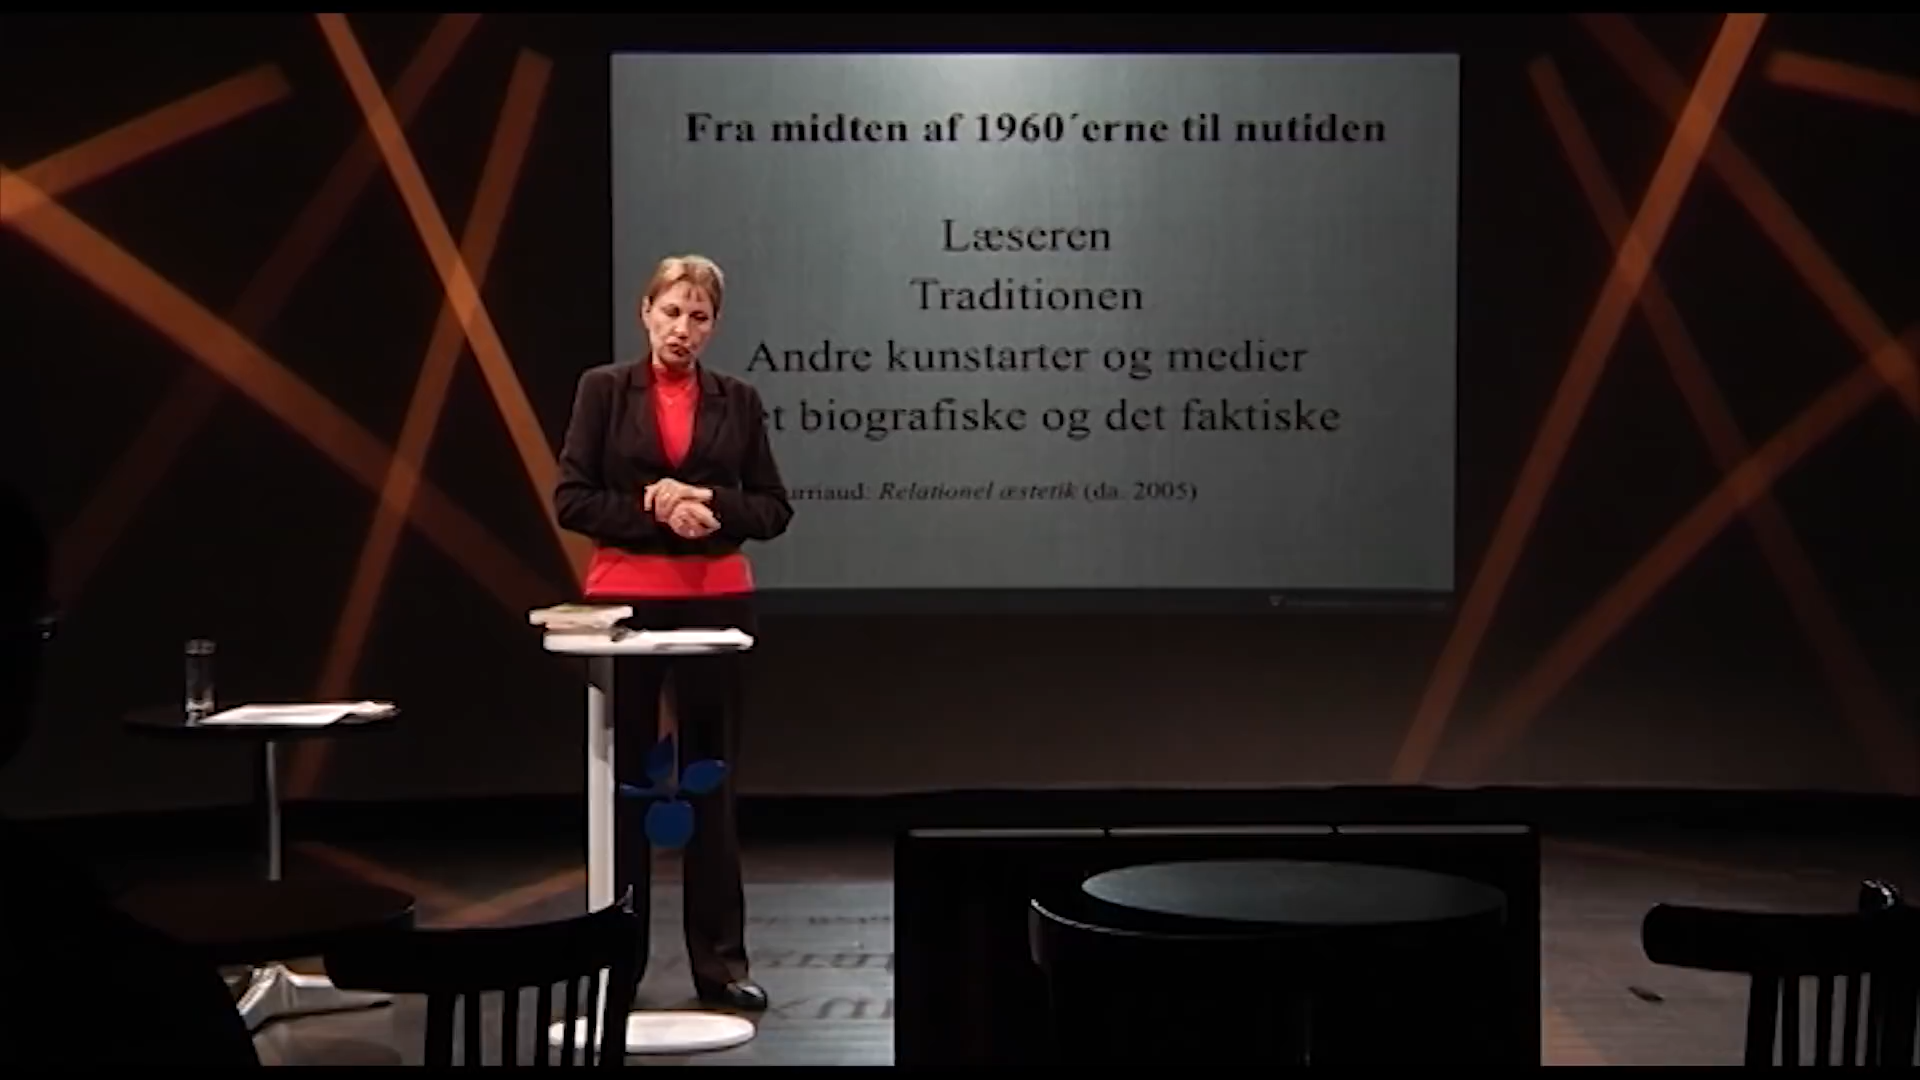 Fra midten af 1960´erne til nutiden
Læseren
Traditionen
Andre kunstarter og medier
et biografiske og det faktiske
urriaud: Relationel æstetik (da. 2005)